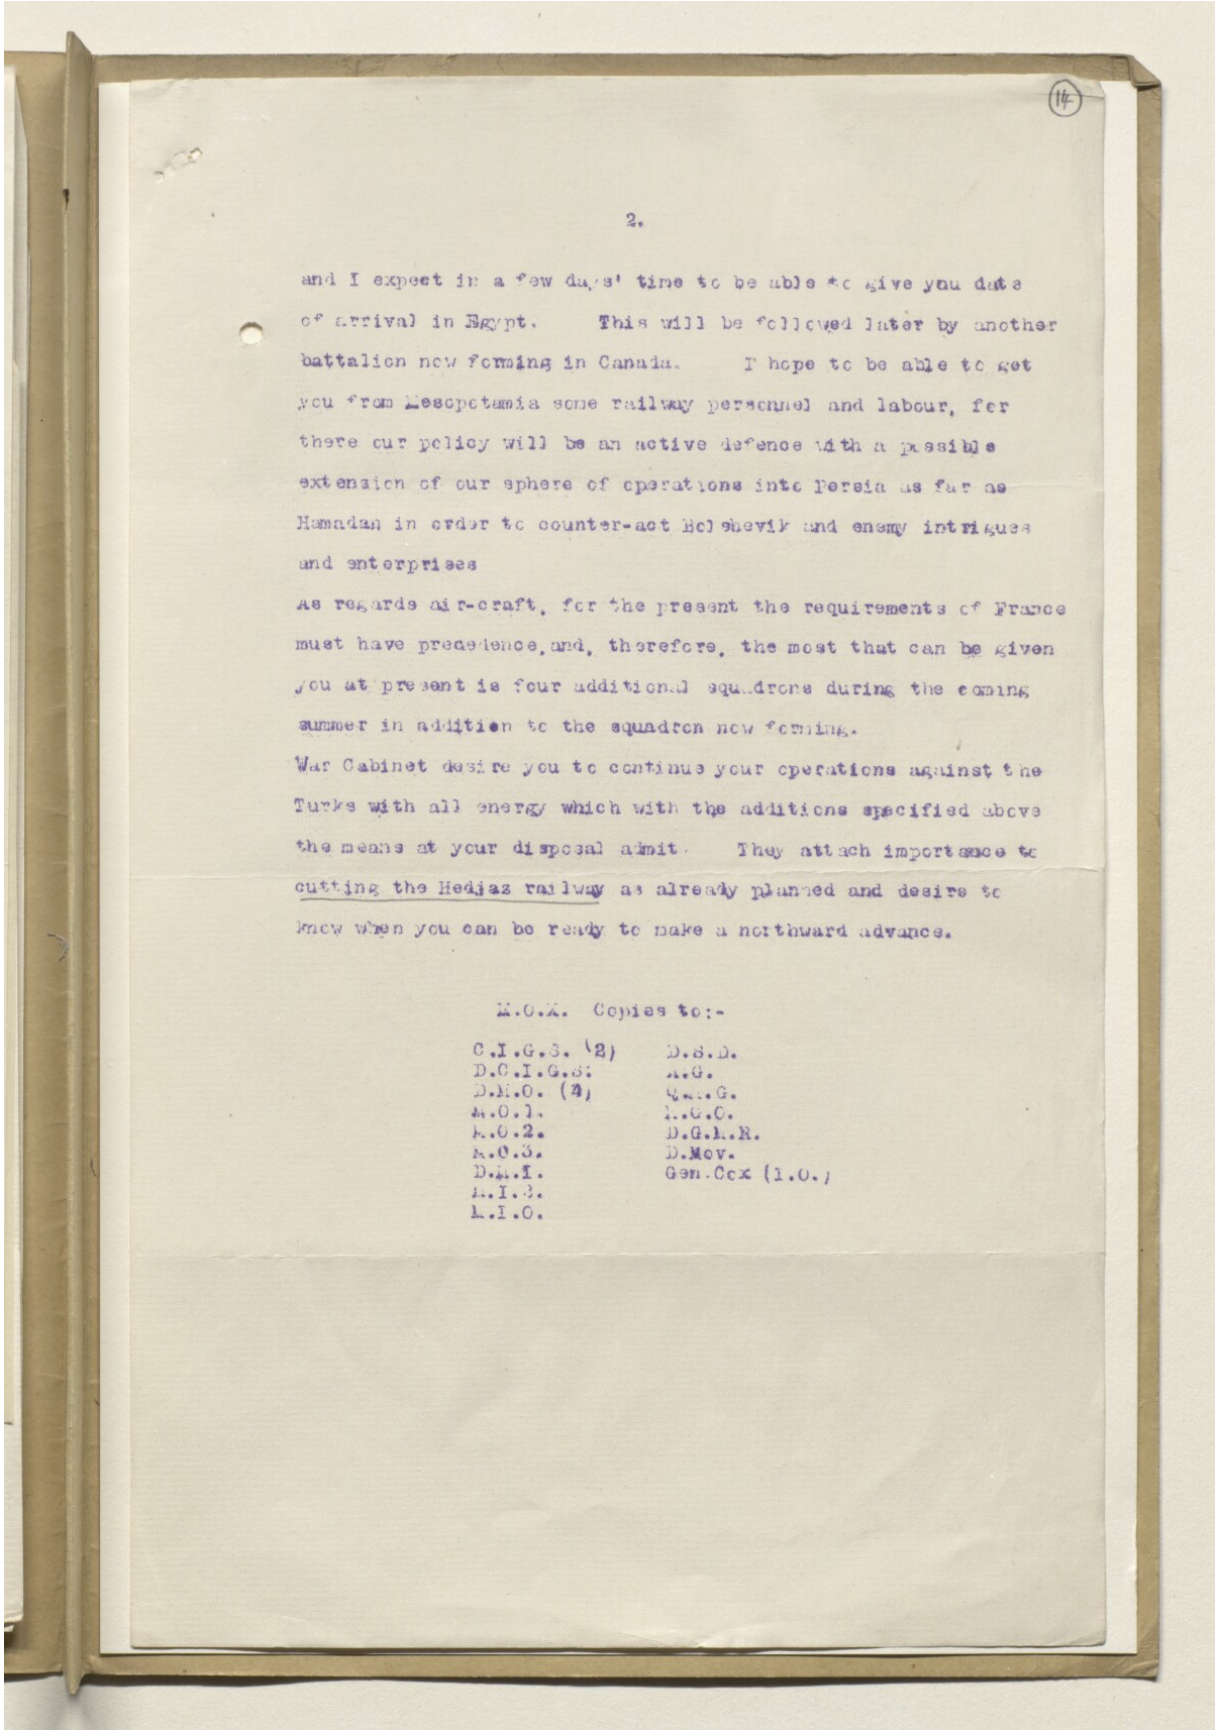 14
2.
and I expect in a few days' time to be able to give you date
of arrival in Egypt. This will be followed later by another
battalion now forming in Canada. I hope to be able to get
you from Mesopotamia some railway personnel and labour, for
there our policy will be an active defence with a possible
extension of our sphere of operations into Persia as far as
Hamadan in order to counter-act Bolshevik and enemy intrigues
and enterprises
As regards air-craft, for the present the requirements of France
must have precedence,and, therefore, the most that can be given
you at present is four additional squadrons during the coming
summer in addition to the squadron now forming.
War Cabinet desire you to continue your operations against the
Turks with all energy which with the additions specified above
the means at your disposal admit. They attach importance to
cutting the Hedjaz railway as already planned and desire to
know when you can be ready to make a northward advance.
Copies to:-
C.I.G.S. (2) D.S.D.
D.C.I.G.S. A.G.
D.M.O. (4) Q.M.G.
M.O.1. M.G.O.
M.O.2. D.G.M.R.
M.O.3. D.Mov.
D.M.I. Gen.Cox (I.O.)
M.I.2.
M.I.O.